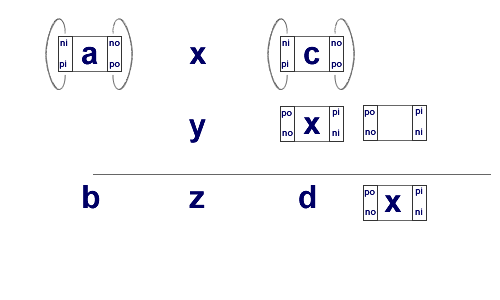 ni no ni no
a x c
pi po pi po
po pi po pi
y x
no ni no ni
po pi
b z d x
no ni